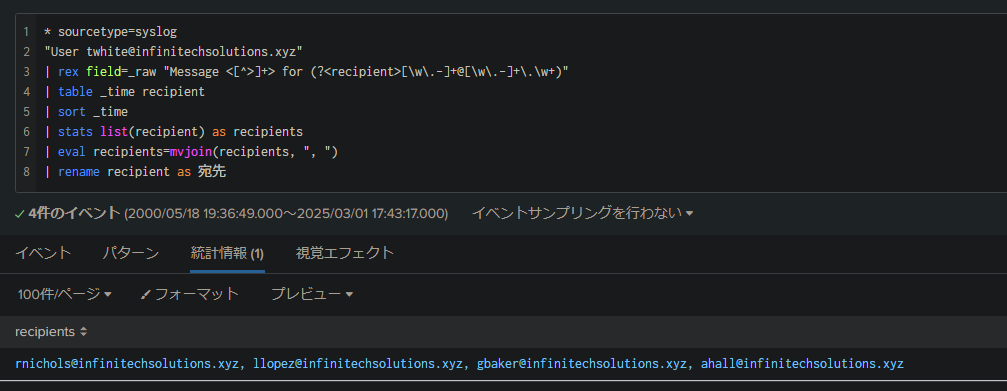 1 * sourcetype=syslog
2 "User twhite@infinitechsolutions.xyz"
3 | rex field=_raw "Message <[^>]+> for (?<recipient>[\w\.-]+@[\w\.-]+\.\w+)"
4 | table _time recipient
5 | sort _time
6 | stats list(recipient) as recipients
7 | eval recipients=mvjoin(recipients, ", ")
8 | rename recipient as 宛先
✓ 4件のイベント (2000/05/18 19:36:49.000～2025/03/01 17:43:17.000) イベントサンプリングを行わない ▾
イベント パターン 統計情報 (1) 視覚エフェクト
100件/ページ ▾ フォーマット プレビュー ▾
recipients
rnichols@infinitechsolutions.xyz, llopez@infinitechsolutions.xyz, gbaker@infinitechsolutions.xyz, ahall@infinitechsolutions.xyz